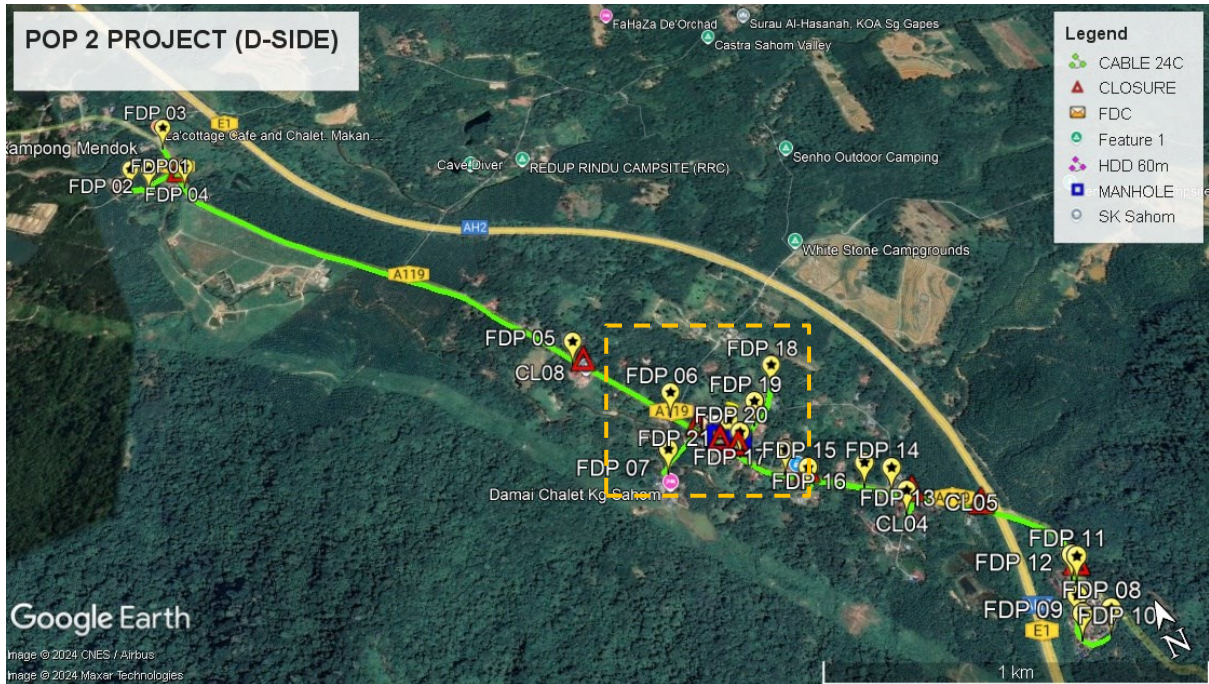 POP 2 PROJECT (D-SIDE)
FaHaZa De'Orchad
Surau Al-Hasanah, KOA Sg Gapes
Castra Sahom Valley
Legend
CABLE 24C
CLOSURE
FDC
Feature 1
HDD 60m
MANHOLE
SK Sahom
FDP 03
E1
La'cottage Cafe and Chalet. Makan...
Kampong Mendok
FDP01
FDP 02
FDP 04
Cave Diver
REDUP RINDU CAMPSITE (RRC)
Senho Outdoor Camping
AH2
White Stone Campgrounds
A119
FDP 05
CL08
FDP 18
FDP 06
FDP 19
A119
FDP 20
FDP 21
FDP 17
FDP 07
FDP 15
FDP 14
FDP 16
Damai Chalet Kg Sahom
FDP 13
CL05
CL04
FDP 11
FDP 12
FDP 08
FDP 09
FDP 10
E1
N
Google Earth
Image © 2024 CNES / Airbus
Image © 2024 Maxar Technologies
1 km